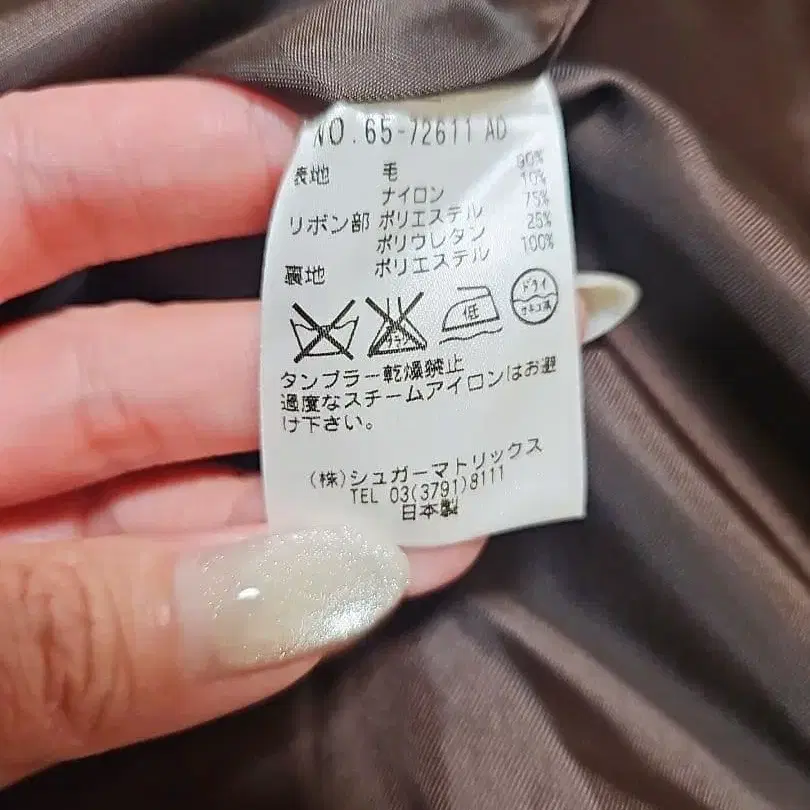 NO.65-72611 AD
表地 毛 90%
ナイロン 10%
リボン部 ポリエステル 75%
ポリウレタン 25%
裏地 ポリエステル 100%
低 ドライ
セキユ系
タンブラー乾燥禁止
過度なスチームアイロンはお避
け下さい。
(株)シュガーマトリックス
TEL 03(3791)8111
日本製